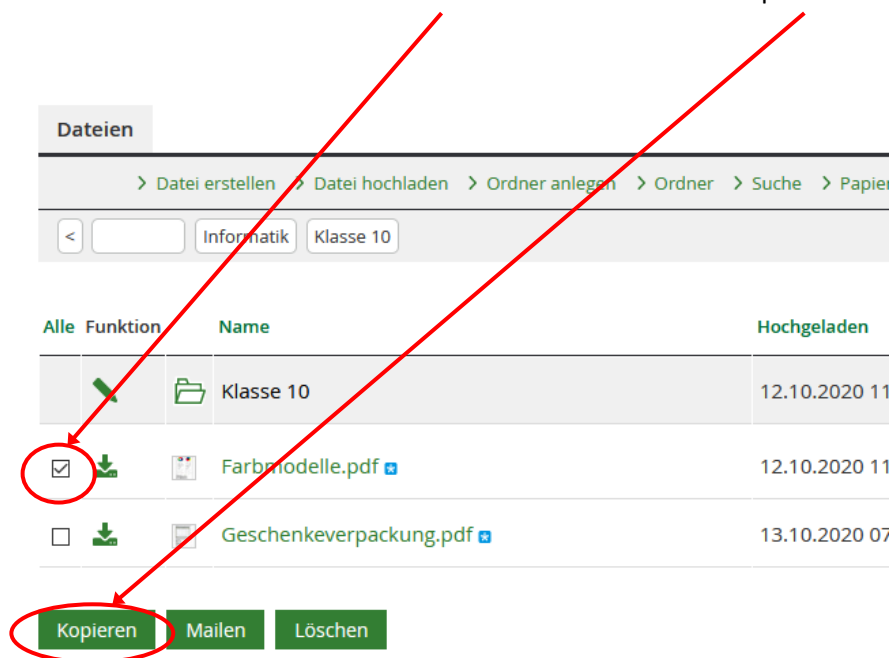 Dateien
> Datei erstellen > Datei hochladen > Ordner anlegen > Ordner > Suche > Papier
< Informatik Klasse 10
Alle Funktion Name Hochgeladen
Klasse 10 12.10.2020 11
Farbmodelle.pdf 12.10.2020 11
Geschenkeverpackung.pdf 13.10.2020 07
Kopieren Mailen Löschen